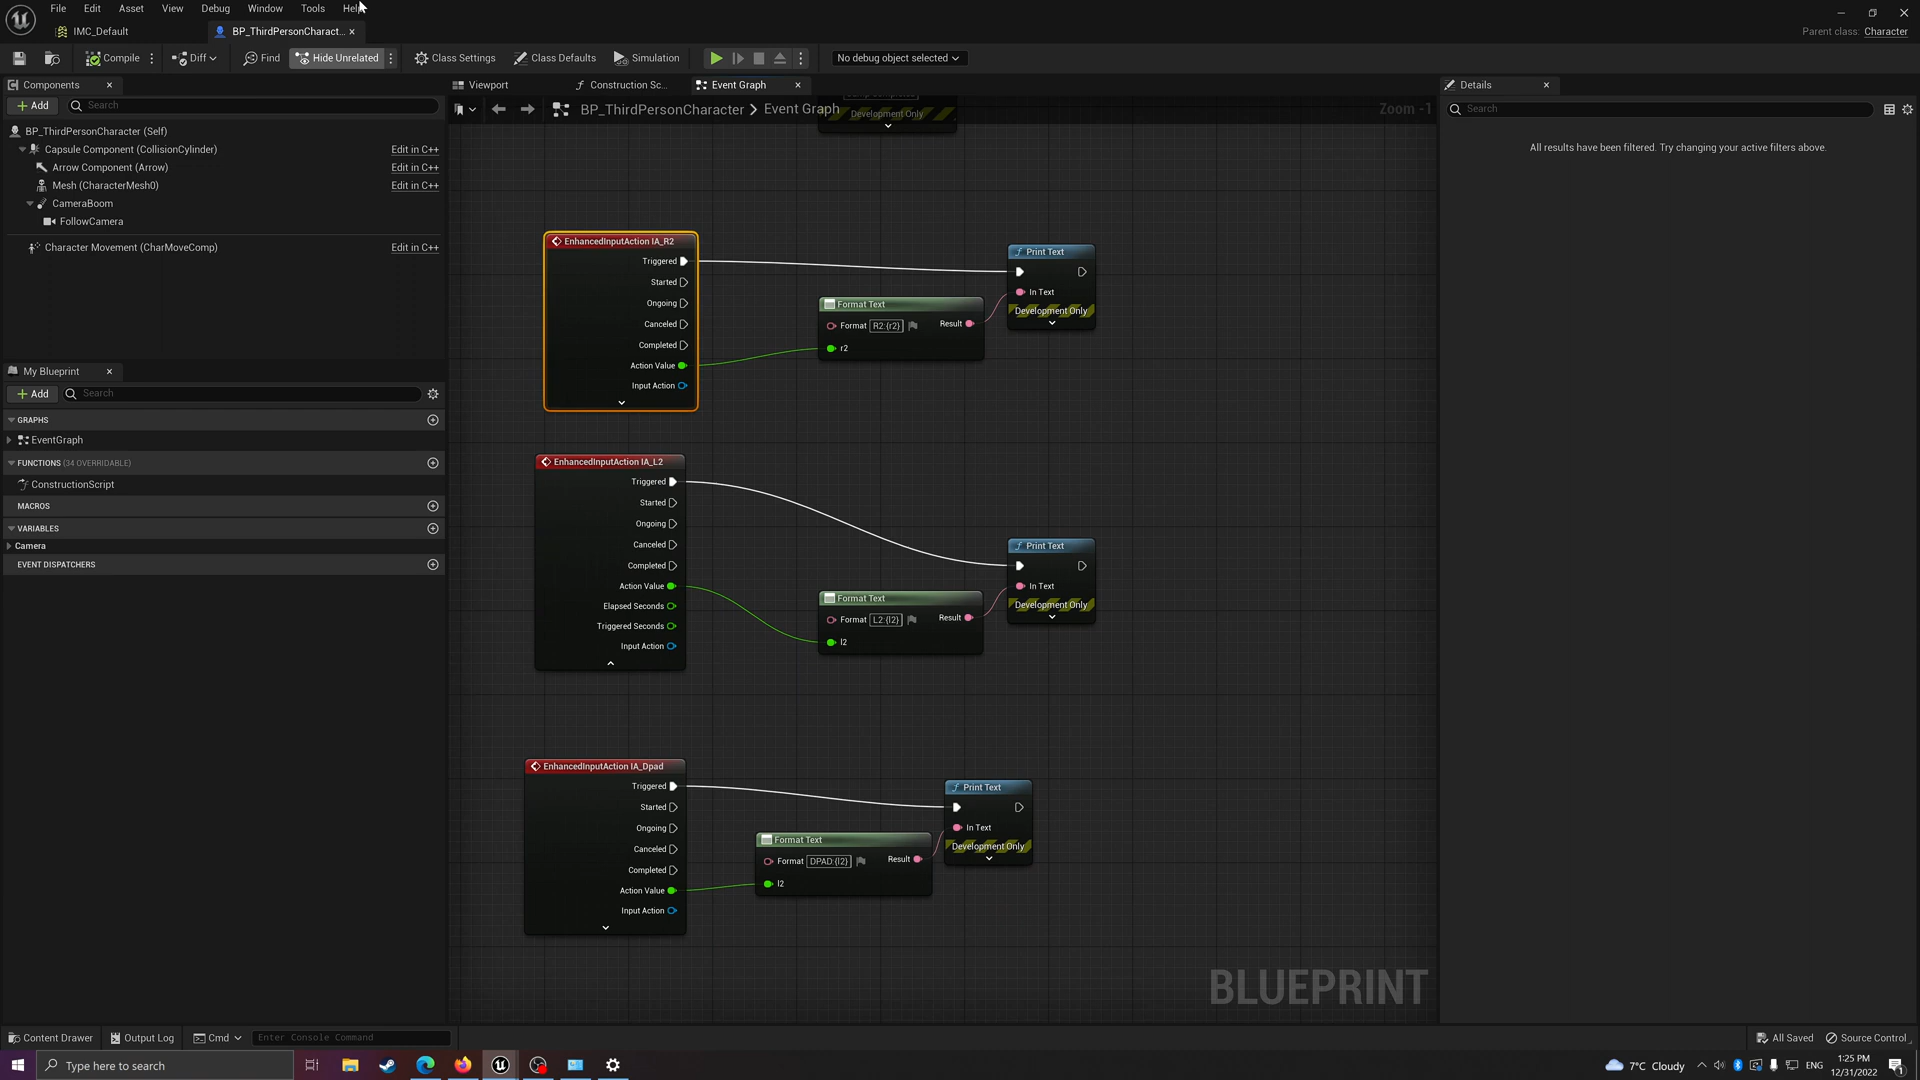 File Edit Asset View Debug Window Tools Help
IMC_Default
BP_ThirdPersonCharact...
Parent class: Character
Compile
Diff
Find
Hide Unrelated
Class Settings
Class Defaults
Simulation
No debug object selected
Components
Add
Search
BP_ThirdPersonCharacter (Self)
Capsule Component (CollisionCylinder)
Edit in C++
Arrow Component (Arrow)
Edit in C++
Mesh (CharacterMesh0)
Edit in C++
CameraBoom
FollowCamera
Character Movement (CharMoveComp)
Edit in C++
My Blueprint
Add
Search
GRAPHS
EventGraph
FUNCTIONS (34 OVERRIDABLE)
ConstructionScript
MACROS
VARIABLES
Camera
EVENT DISPATCHERS
Viewport
Construction Sc...
Event Graph
BP_ThirdPersonCharacter > Event Graph
Zoom -1
Development Only
EnhancedInputAction IA_R2
Triggered
Started
Ongoing
Canceled
Completed
Action Value
Input Action
Format Text
Format R2:{r2}
Result
r2
Print Text
In Text
Development Only
EnhancedInputAction IA_L2
Triggered
Started
Ongoing
Canceled
Completed
Action Value
Elapsed Seconds
Triggered Seconds
Input Action
Format Text
Format L2:{l2}
Result
l2
Print Text
In Text
Development Only
EnhancedInputAction IA_Dpad
Triggered
Started
Ongoing
Canceled
Completed
Action Value
Input Action
Format Text
Format DPAD:{l2}
Result
l2
Print Text
In Text
Development Only
BLUEPRINT
Details
Search
All results have been filtered. Try changing your active filters above.
Content Drawer
Output Log
Cmd
Enter Console Command
All Saved
Source Control
Type here to search
7°C Cloudy
ENG
1:25 PM
12/31/2022